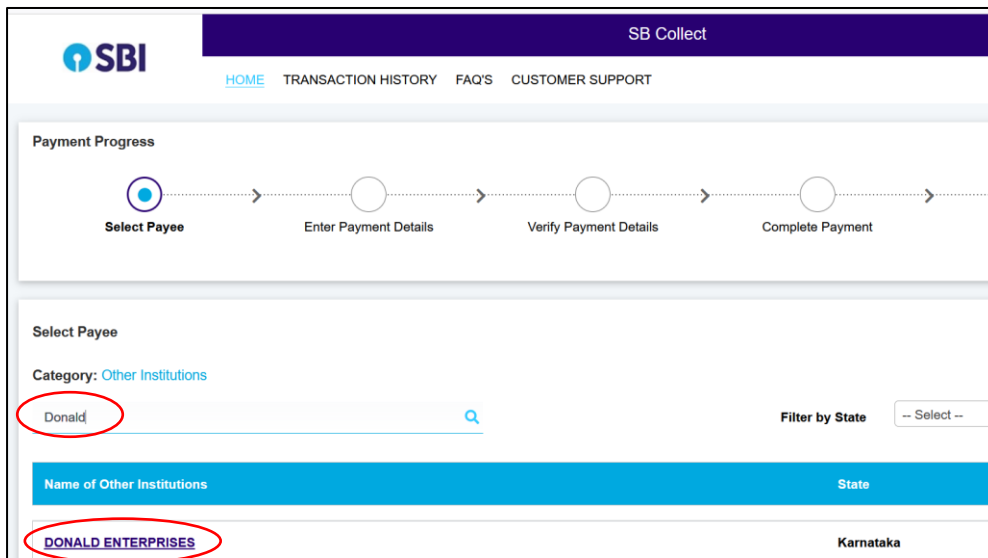 SBI
SB Collect
HOME TRANSACTION HISTORY FAQ'S CUSTOMER SUPPORT
Payment Progress
Select Payee Enter Payment Details Verify Payment Details Complete Payment
Select Payee
Category: Other Institutions
Donald Filter by State -- Select --
Name of Other Institutions State
DONALD ENTERPRISES Karnataka